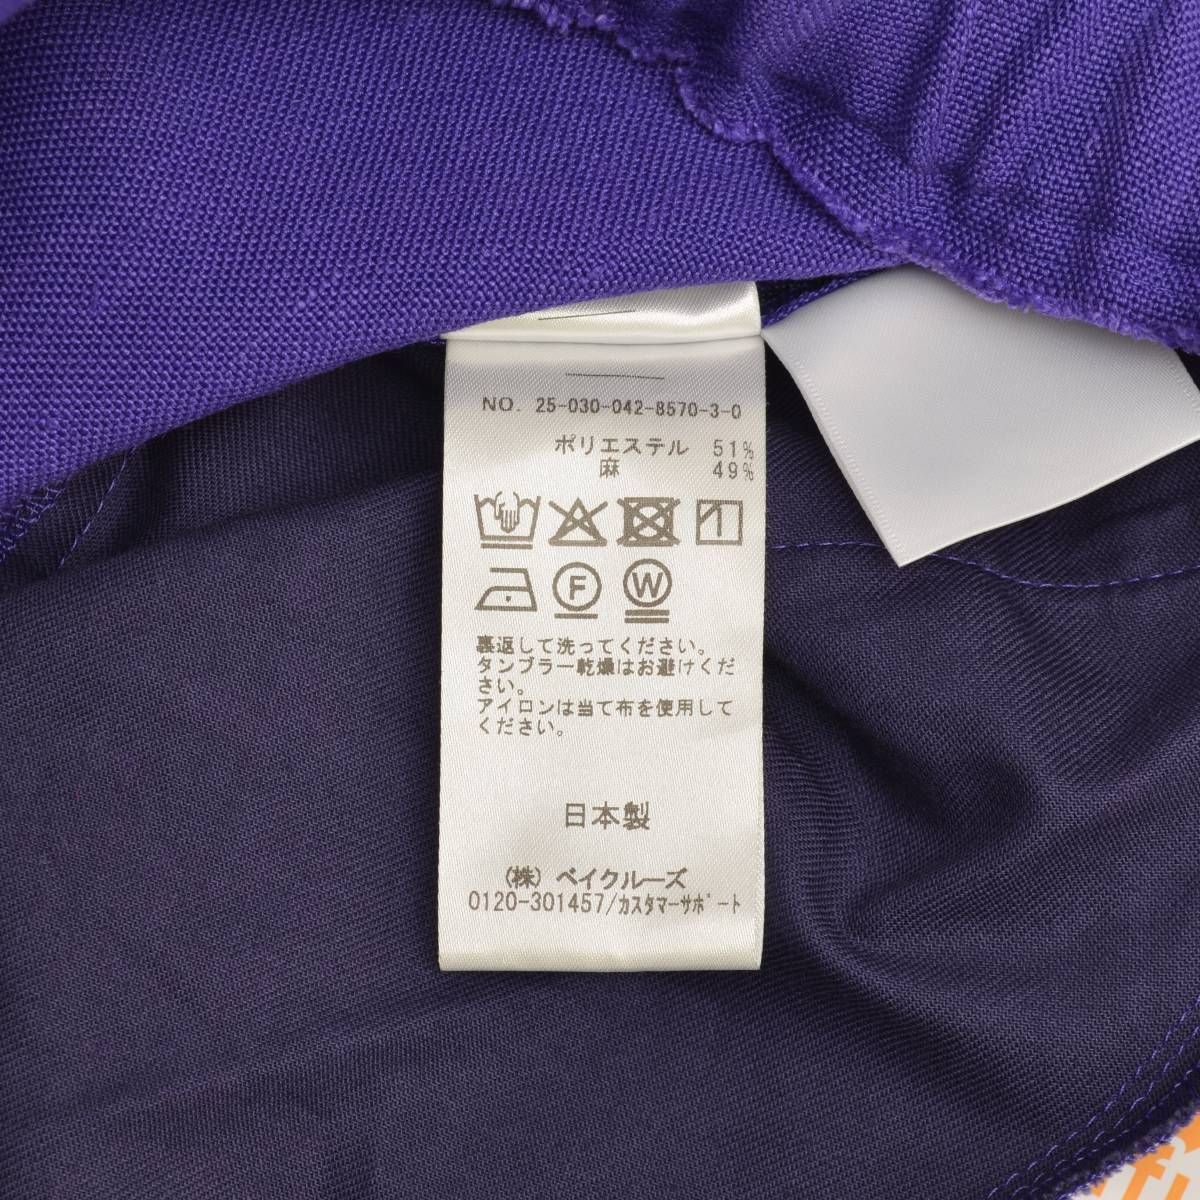 NO. 25-030-042-8570-3-0
ポリエステル 51%
麻 49%
F W
裏返して洗ってください。
タンブラー乾燥はお避けくだ
さい。
アイロンは当て布を使用して
ください。
日本製
(株) ベイクルーズ
0120-301457/ｶｽﾀﾏｰｻﾎﾟｰﾄ